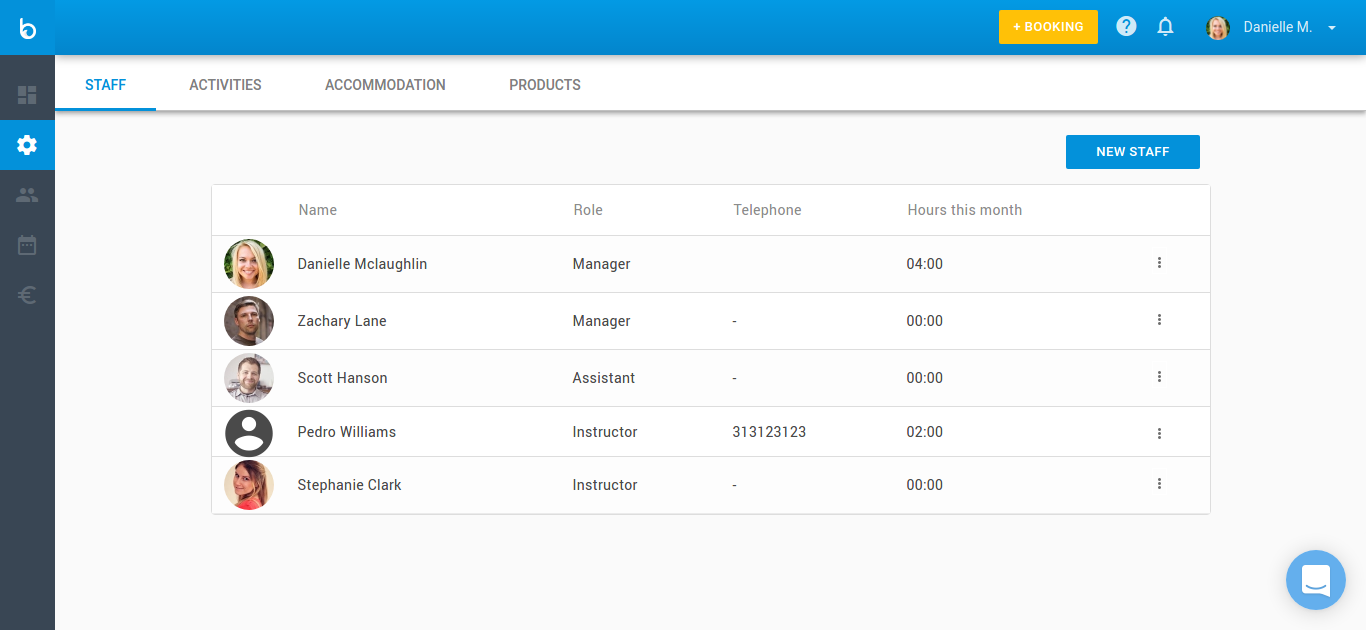 b
+ BOOKING
?
Danielle M.
STAFF ACTIVITIES ACCOMMODATION PRODUCTS
NEW STAFF
Name Role Telephone Hours this month
Danielle Mclaughlin Manager 04:00
Zachary Lane Manager - 00:00
Scott Hanson Assistant - 00:00
Pedro Williams Instructor 313123123 02:00
Stephanie Clark Instructor - 00:00
€